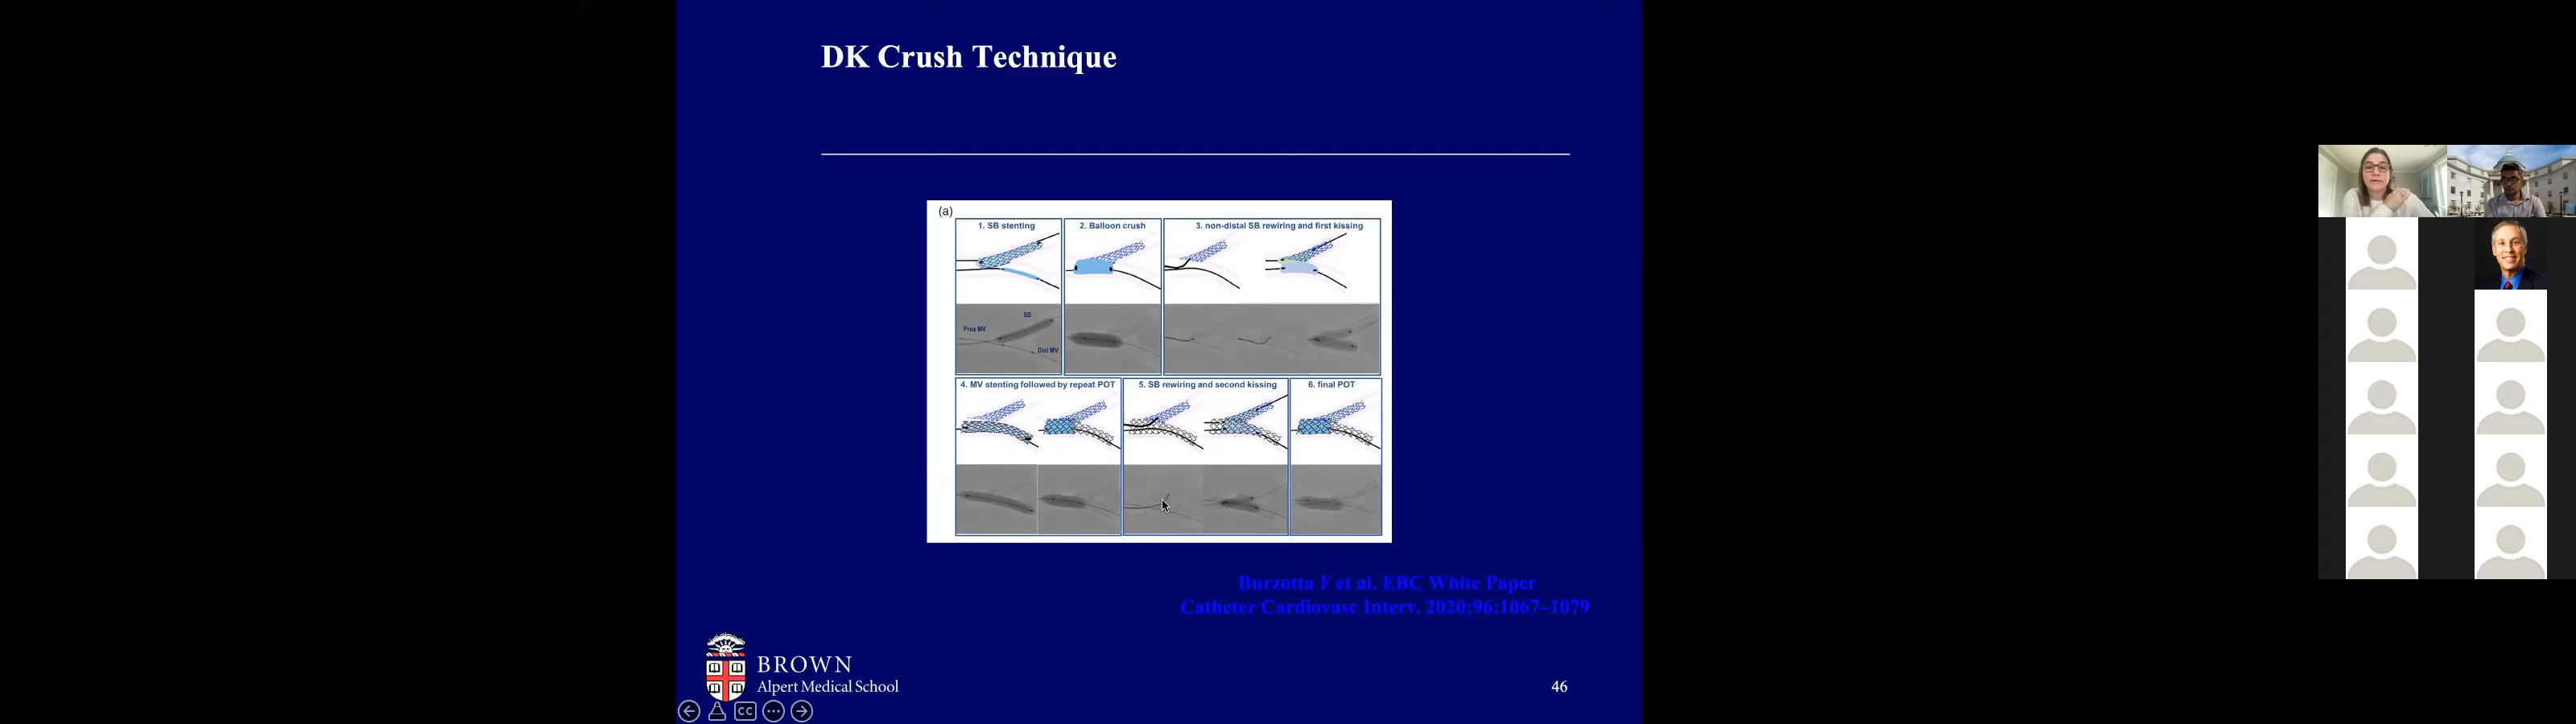 DK Crush Technique
(a)
1. SB stenting
2. Balloon crush
3. non-distal SB rewiring and first kissing
SB
Prox MV
Dist MV
4. MV stenting followed by repeat POT
5. SB rewiring and second kissing
6. final POT
Burzotta F et al. EBC White Paper
Catheter Cardiovasc Interv. 2020;96:1067–1079
BROWN
Alpert Medical School
46
CC